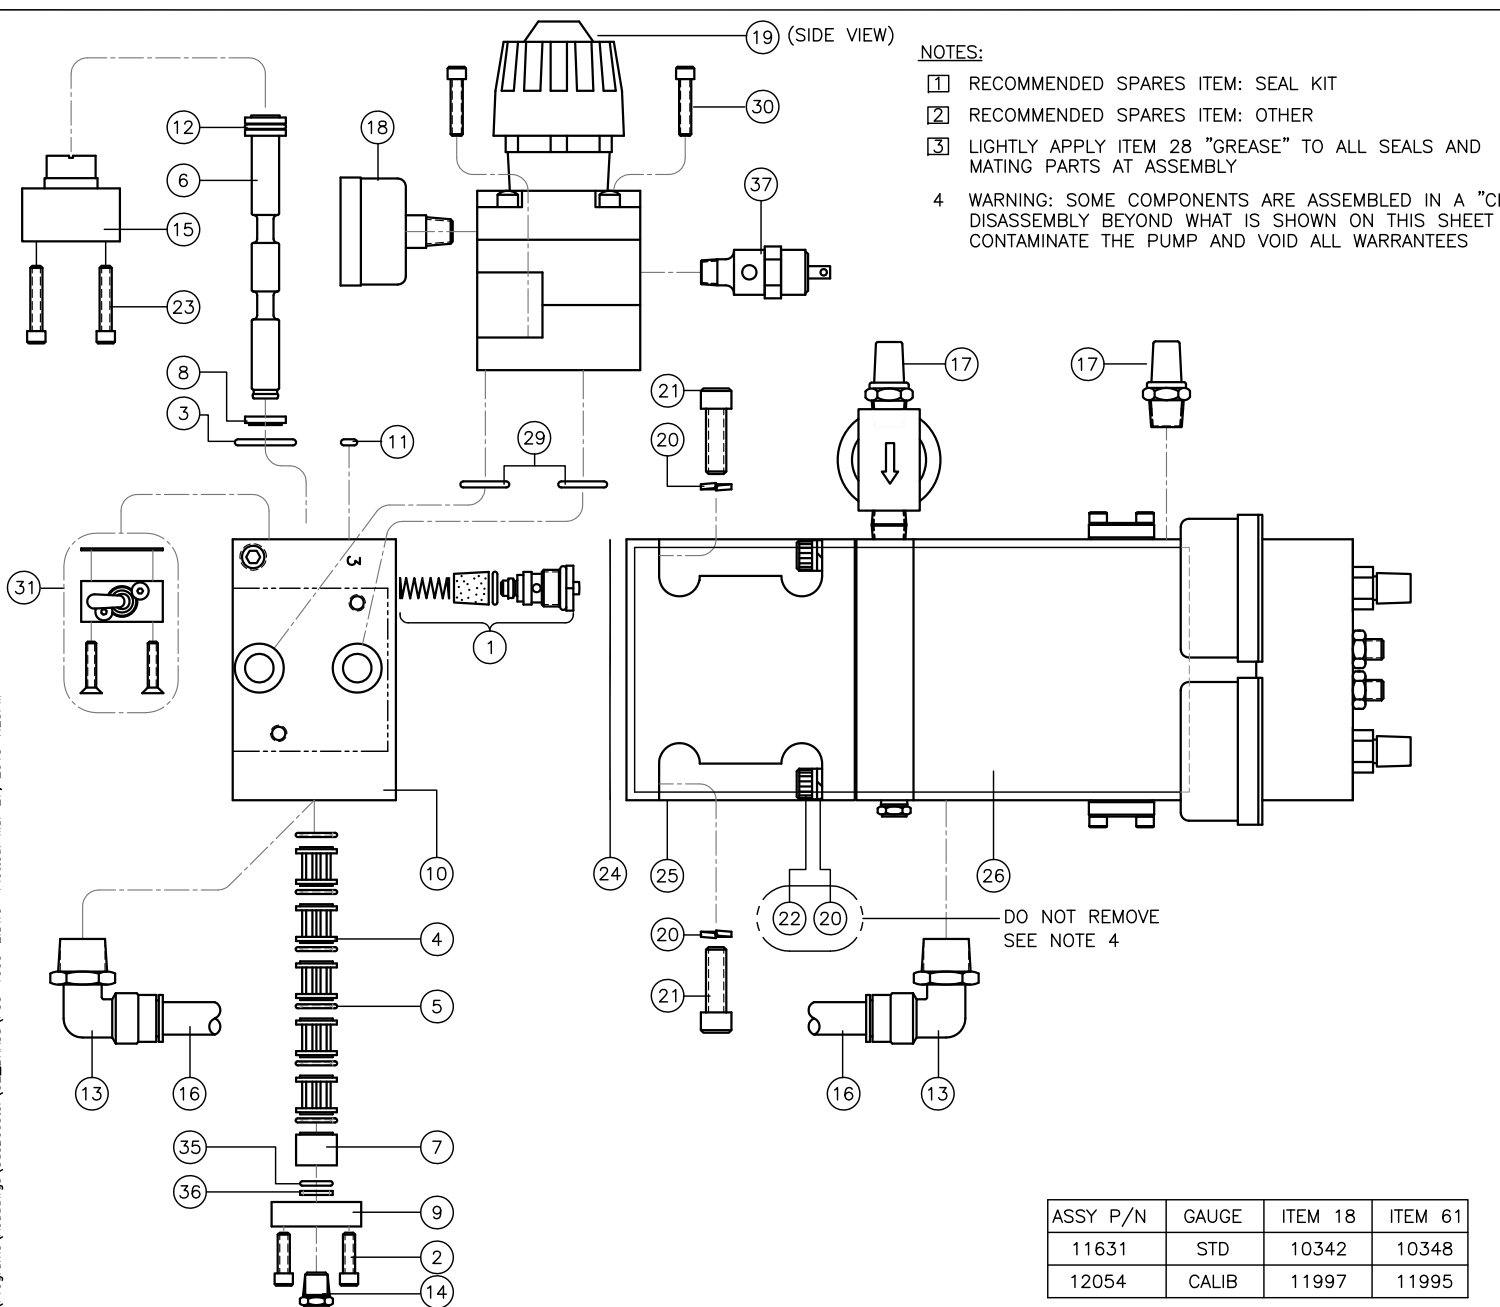 19 (SIDE VIEW)
NOTES:
1 RECOMMENDED SPARES ITEM: SEAL KIT
2 RECOMMENDED SPARES ITEM: OTHER
3 LIGHTLY APPLY ITEM 28 "GREASE" TO ALL SEALS AND
MATING PARTS AT ASSEMBLY
4 WARNING: SOME COMPONENTS ARE ASSEMBLED IN A
DISASSEMBLY BEYOND WHAT IS SHOWN ON THIS SHEET
CONTAMINATE THE PUMP AND VOID ALL WARRANTEES
12
18
30
6
37
15
23
8
3
11
29
21
20
17
17
31
3
1
10
24
25
26
22
20
DO NOT REMOVE
SEE NOTE 4
4
20
5
21
13
16
16
13
35
7
36
9
2
14
ASSY P/N GAUGE ITEM 18 ITEM 61
11631 STD 10342 10348
12054 CALIB 11997 11995